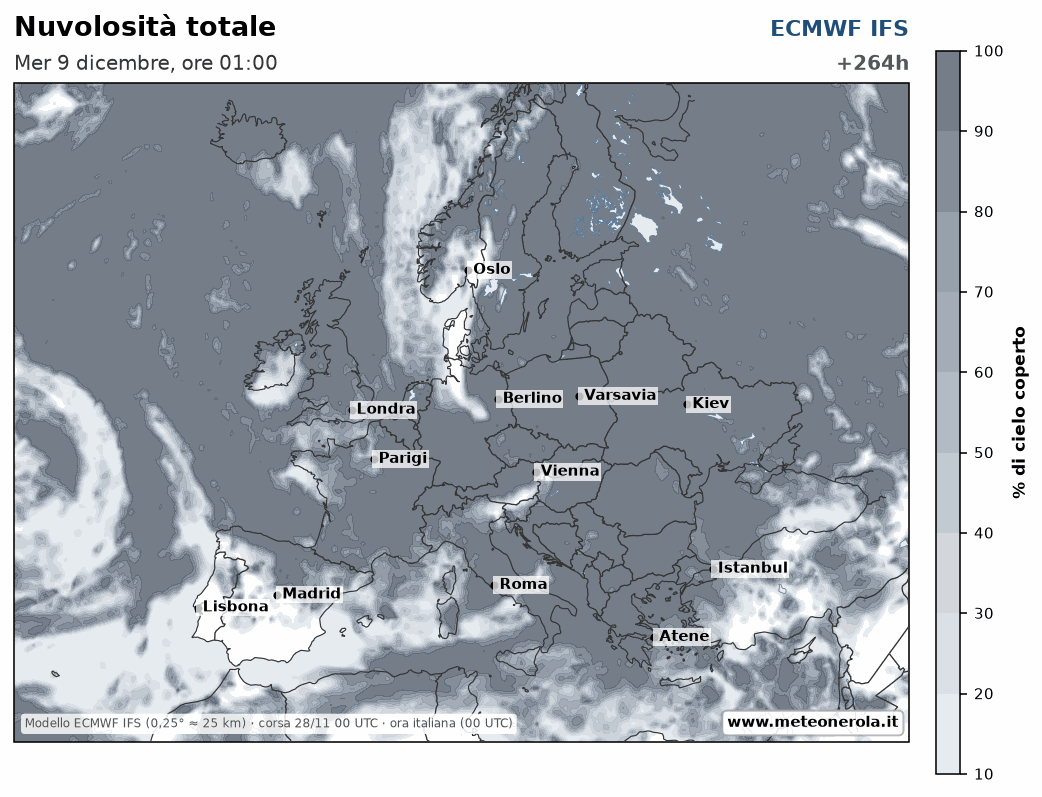 Nuvolosità totale
ECMWF IFS
Mer 9 dicembre, ore 01:00
+264h
100
90
80
70
60
50
40
30
20
10
% di cielo coperto
Oslo
Londra
Berlino
Varsavia
Kiev
Parigi
Vienna
Istanbul
Roma
Madrid
Lisbona
Atene
Modello ECMWF IFS (0,25° ≈ 25 km) · corsa 28/11 00 UTC · ora italiana (00 UTC)
www.meteonerola.it